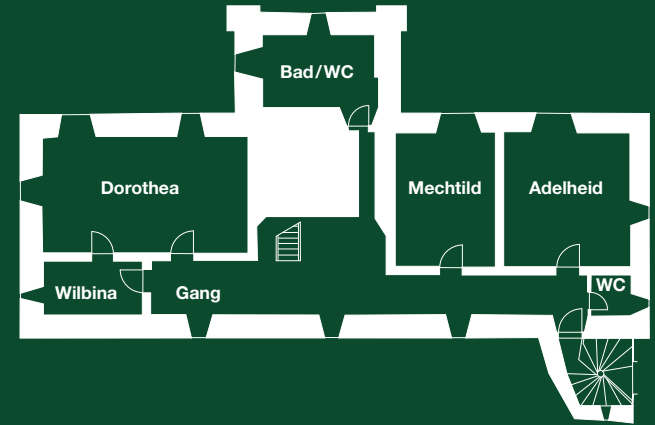 Bad/WC
Dorothea
Mechtild
Adelheid
Wilbina
Gang
WC